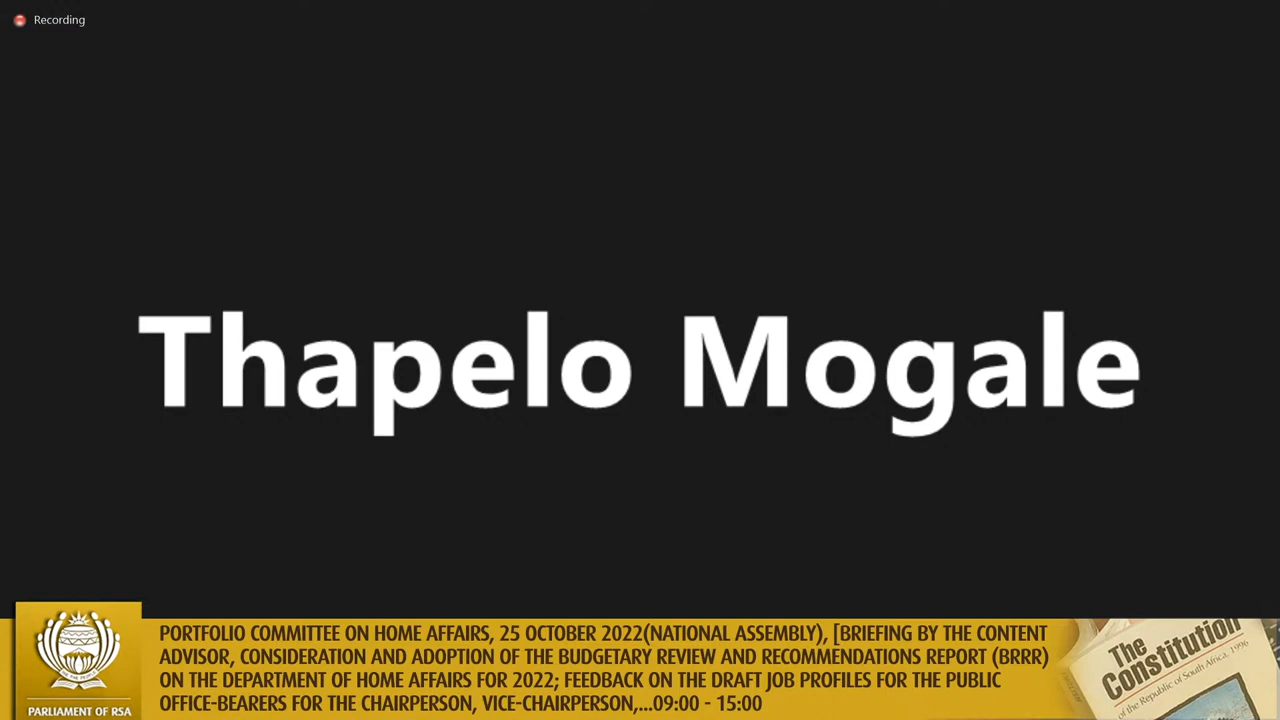 Recording
Thapelo Mogale
PORTFOLIO COMMITTEE ON HOME AFFAIRS, 25 OCTOBER 2022(NATIONAL ASSEMBLY), [BRIEFING BY THE CONTENT
ADVISOR, CONSIDERATION AND ADOPTION OF THE BUDGETARY REVIEW AND RECOMMENDATIONS REPORT (BRRR)
ON THE DEPARTMENT OF HOME AFFAIRS FOR 2022; FEEDBACK ON THE DRAFT JOB PROFILES FOR THE PUBLIC
OFFICE-BEARERS FOR THE CHAIRPERSON, VICE-CHAIRPERSON,...09:00 - 15:00
PARLIAMENT OF RSA
The
Constitution
of the Republic of South Africa, 1996